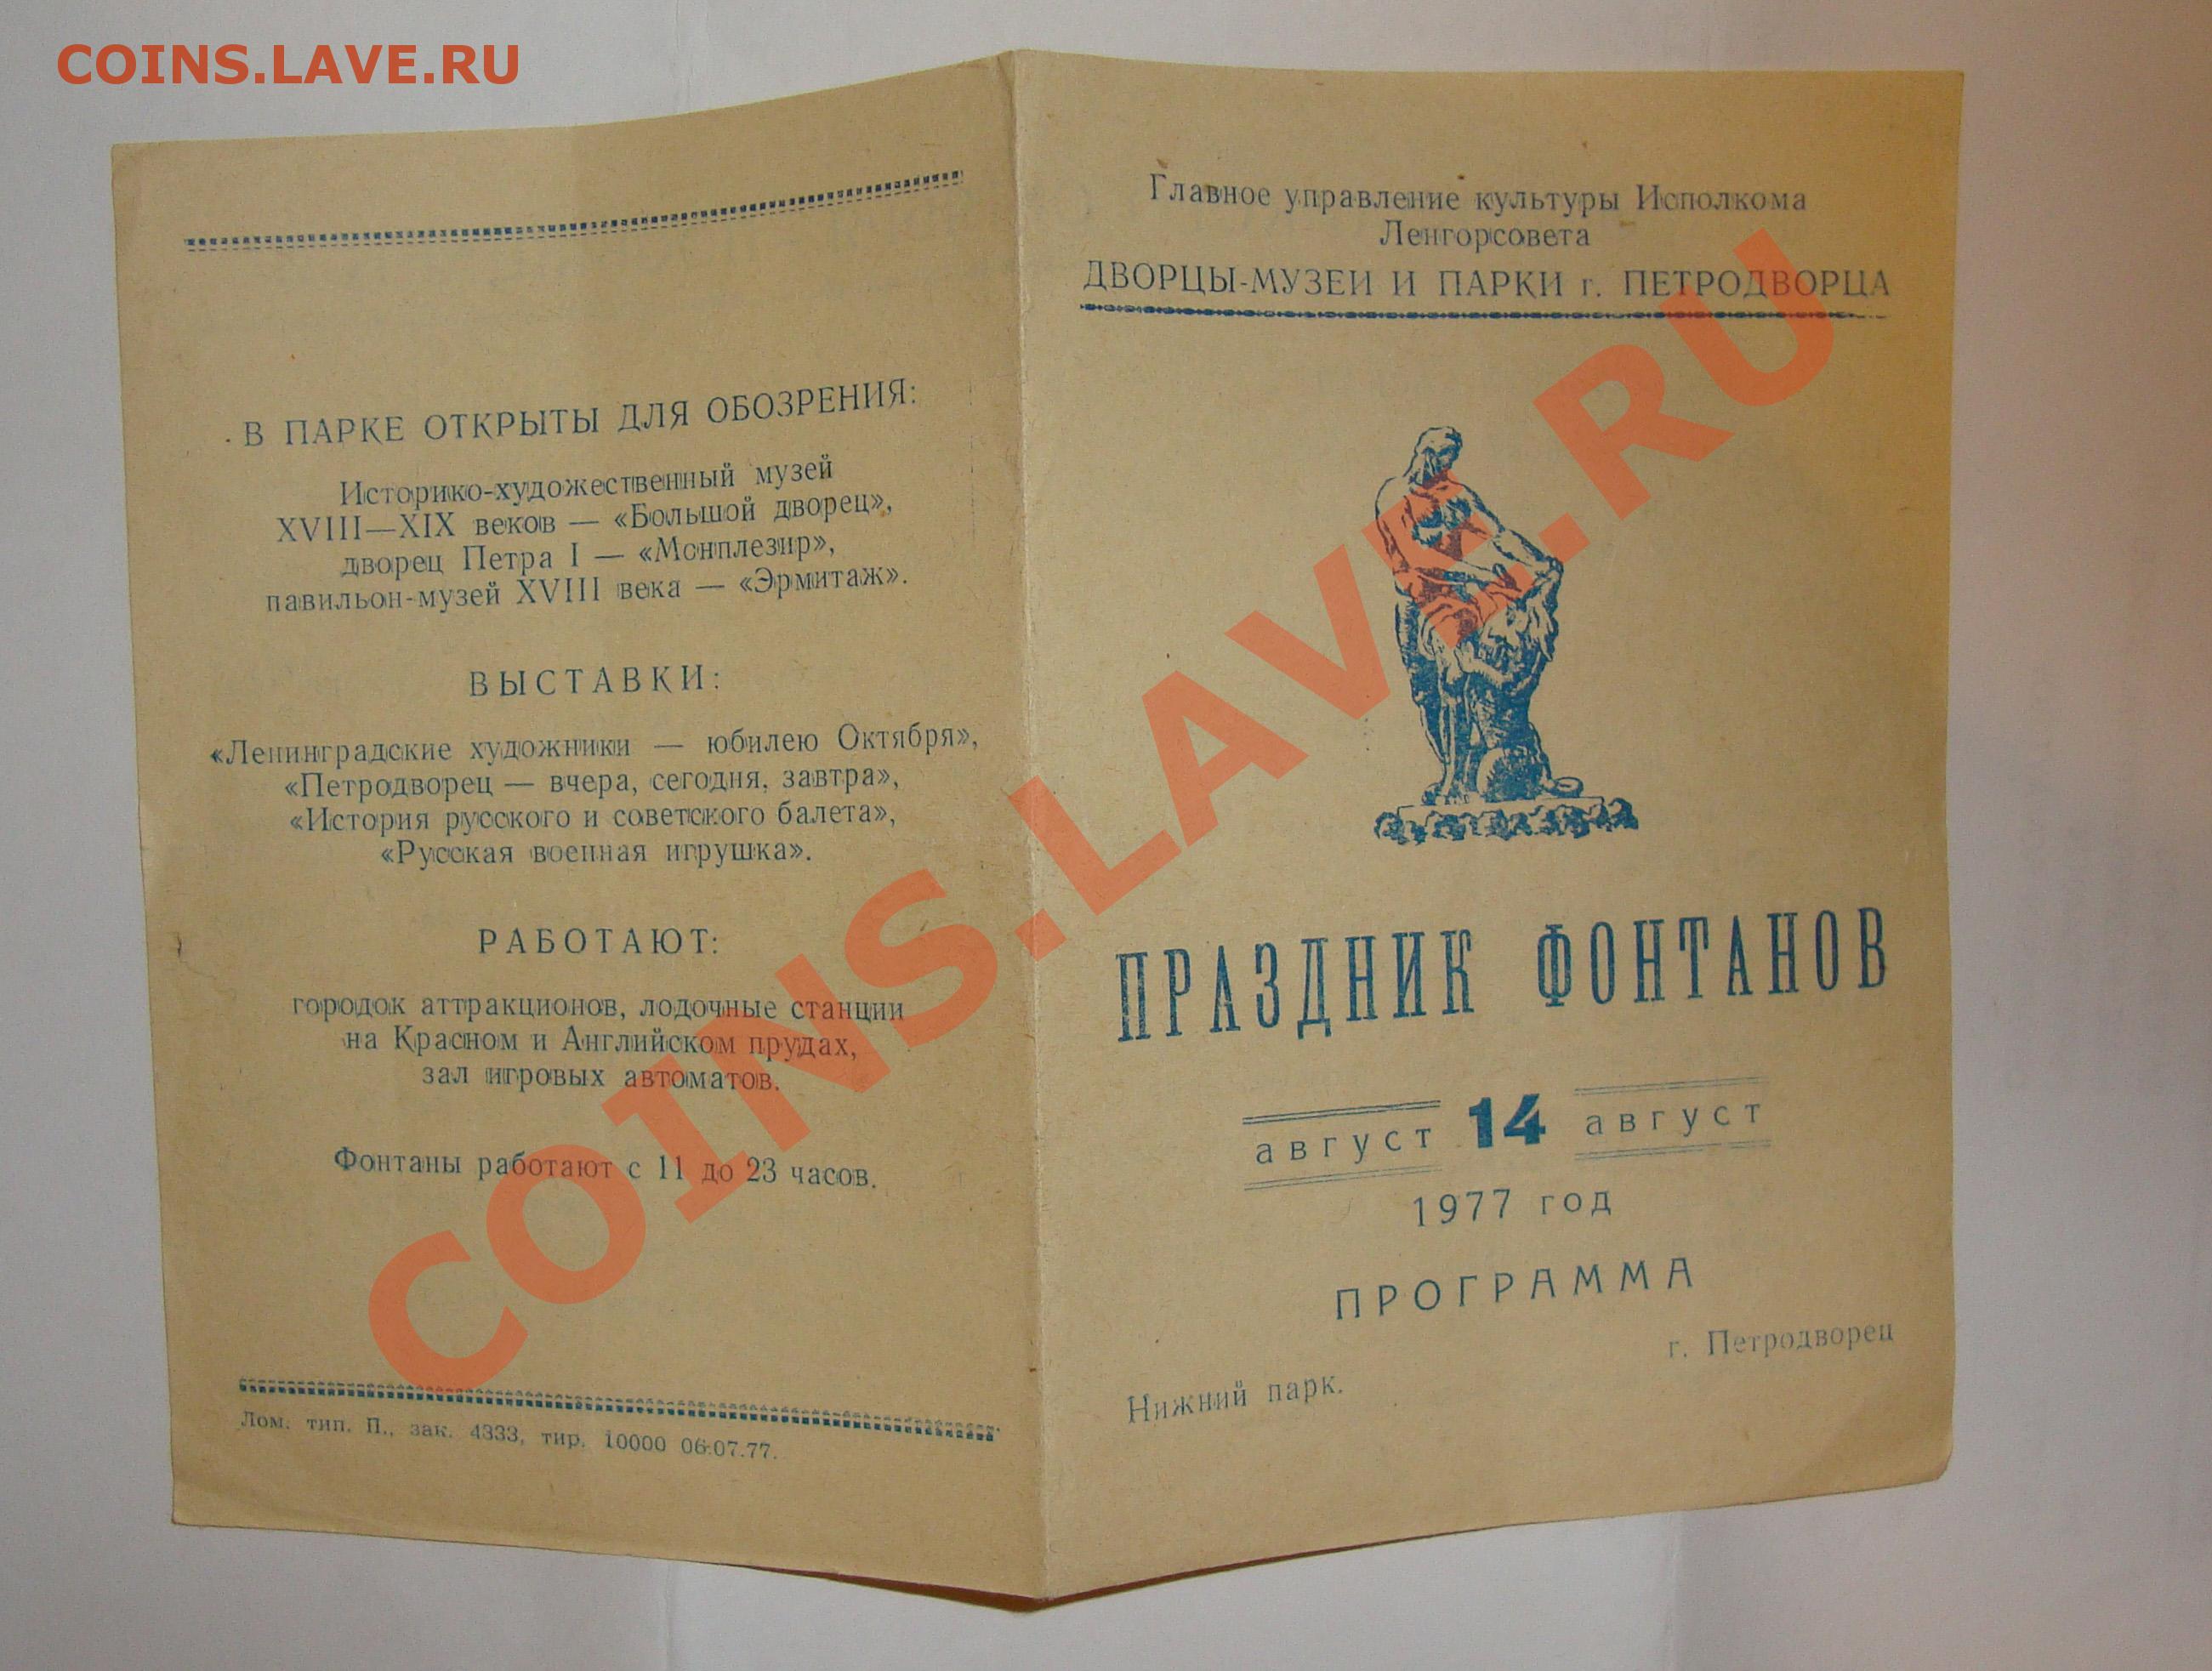 COINS.LAVE.RU
. В ПАРКЕ ОТКРЫТЫ ДЛЯ ОБОЗРЕНИЯ:
Историко-художественный музей
XVIII—XIX веков — «Большой дворец»,
дворец Петра I — «Монплезир»,
павильон-музей XVIII века — «Эрмитаж».
ВЫСТАВКИ:
«Ленинградские художники — юбилею Октября»,
«Петродворец — вчера, сегодня, завтра»,
«История русского и советского балета»,
«Русская военная игрушка».
РАБОТАЮТ:
городок аттракционов, лодочные станции
на Красном и Английском прудах,
зал игровых автоматов.
Фонтаны работают с 11 до 23 часов.
Лом. тип. П., зак. 4333, тир. 10000 06.07.77.
Главное управление культуры Исполкома
Ленгорсовета
ДВОРЦЫ-МУЗЕИ И ПАРКИ г. ПЕТРОДВОРЦА
ПРАЗДНИК ФОНТАНОВ
август 14 август
1977 год
ПРОГРАММА
г. Петродворец
Нижний парк.
COINS.LAVE.RU